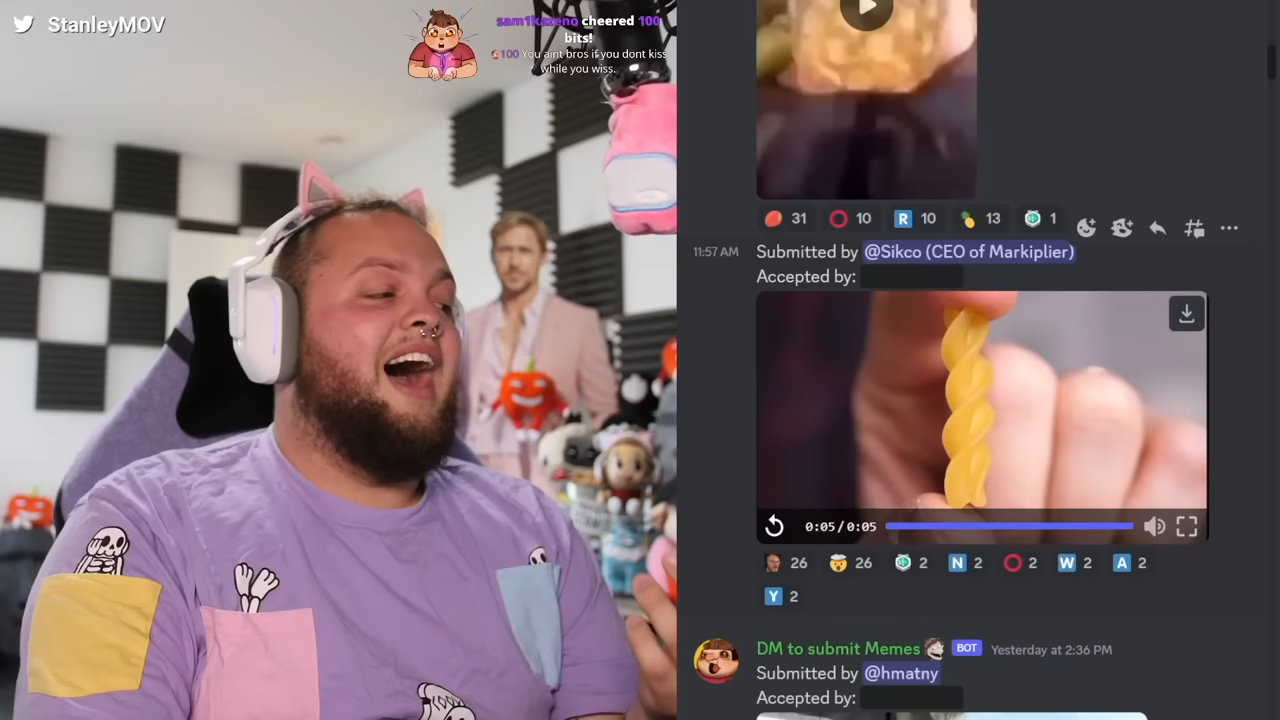 StanleyMOV
sam1kazeno cheered 100
bits!
100 You aint bros if you dont kiss
while you wiss.
31 10 R 10 13 1
11:57 AM Submitted by @Sikco (CEO of Markiplier)
Accepted by:
0:05/0:05
26 26 2 N 2 2 W 2 A 2
Y 2
DM to submit Memes BOT Yesterday at 2:36 PM
Submitted by @hmatny
Accepted by: